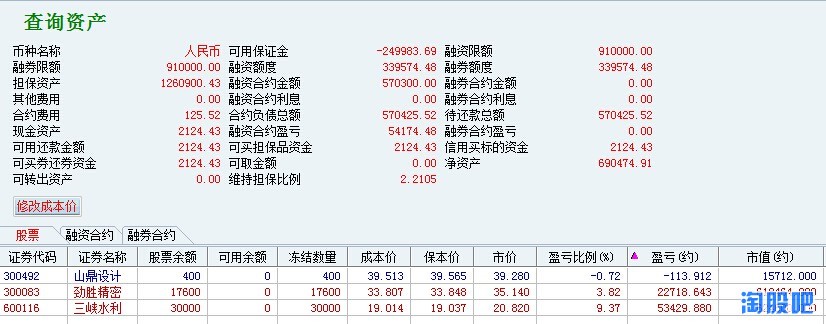 查询资产
币种名称 人民币 可用保证金 -249983.69 融资限额 910000.00
融券限额 910000.00 融资额度 339574.48 融券额度 339574.48
担保资产 1260900.43 融资合约金额 570300.00 融券合约金额 0.00
其他费用 0.00 融资合约利息 0.00 融券合约利息 0.00
合约费用 125.52 合约负债总额 570425.52 待还款总额 570425.52
现金资产 2124.43 融资合约盈亏 54174.48 融券合约盈亏 0.00
可用还款金额 2124.43 可买担保品资金 2124.43 信用买标的资金 2124.43
可买券还券资金 2124.43 可取金额 0.00 净资产 690474.91
可转出资产 0.00 维持担保比例 2.2105
修改成本价
股票 融资合约 融券合约
证券代码 证券名称 股票余额 可用余额 冻结数量 成本价 保本价 市价 盈亏比例(%) ▲ 盈亏(约) 市值(约)
300492 山鼎设计 400 0 400 39.513 39.565 39.280 -0.72 -113.912 15712.000
300083 劲胜精密 17600 0 17600 33.807 33.848 35.140 3.82 22718.643
600116 三峡水利 30000 0 30000 19.014 19.037 20.820 9.37 53429.880
淘股吧